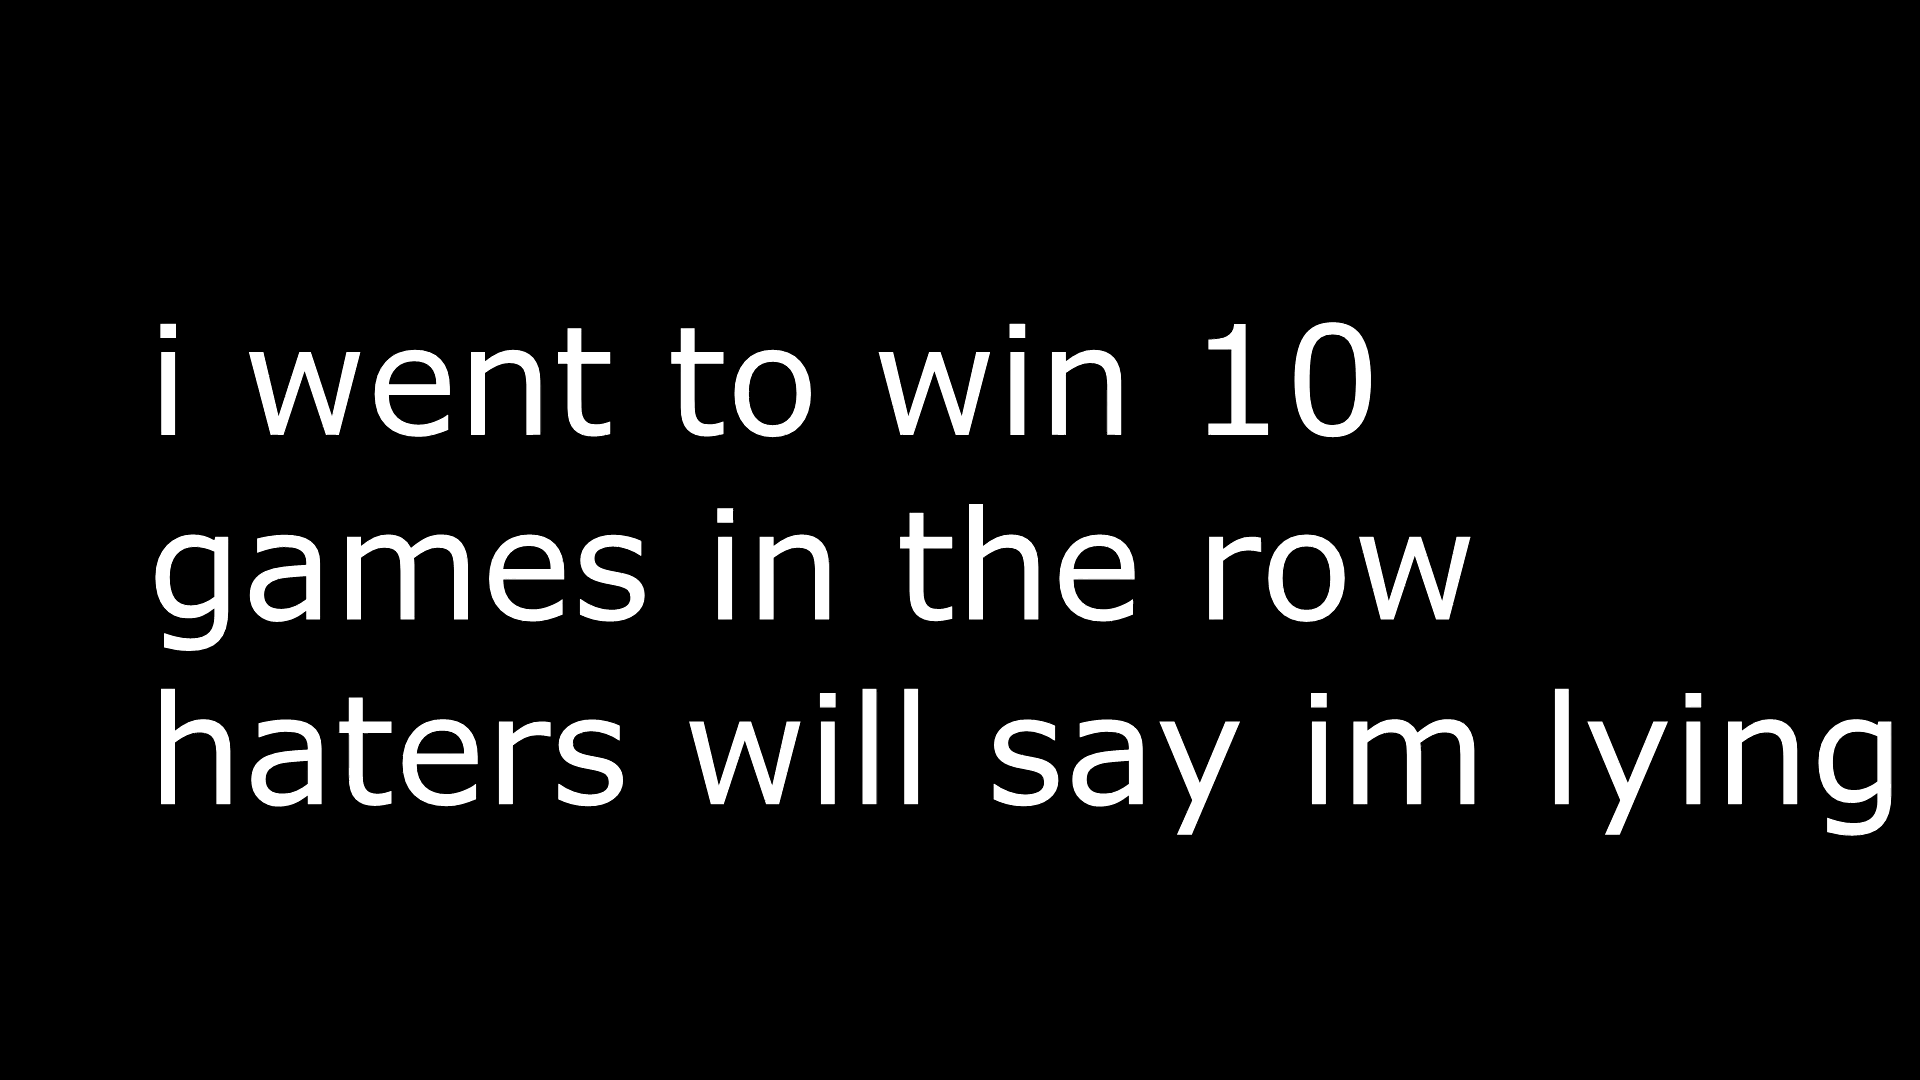 i went to win 10
games in the row
haters will say im lying